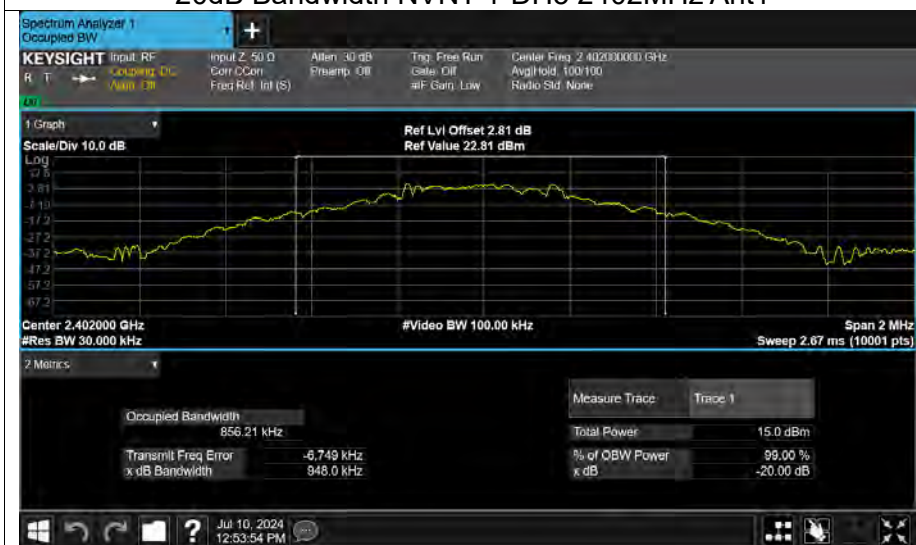 20dB Bandwidth NVNT 1-DH5 2402MHz Ant1
Spectrum Analyzer 1
Occupied BW
+
KEYSIGHT Input: RF Input Z: 50 Ω Atten: 30 dB Trig: Free Run Center Freq: 2.402000000 GHz
R T Coupling: DC Corr CCorr Preamp: Off Gate: Off Avg|Hold: 100/100
Align: Off Freq Ref: Int (S) #IF Gain: Low Radio Std: None
1 Graph
Ref Lvl Offset 2.81 dB
Scale/Div 10.0 dB Ref Value 22.81 dBm
Log
2.81
-17.2
-27.2
-37.2
-47.2
-57.2
-67.2
Center 2.402000 GHz #Video BW 100.00 kHz Span 2 MHz
#Res BW 30.000 kHz Sweep 2.67 ms (10001 pts)
2 Metrics
Measure Trace Trace 1
Occupied Bandwidth
856.21 kHz Total Power 15.0 dBm
Transmit Freq Error -6.749 kHz % of OBW Power 99.00 %
x dB Bandwidth 948.0 kHz x dB -20.00 dB
? Jul 10, 2024
12:53:54 PM